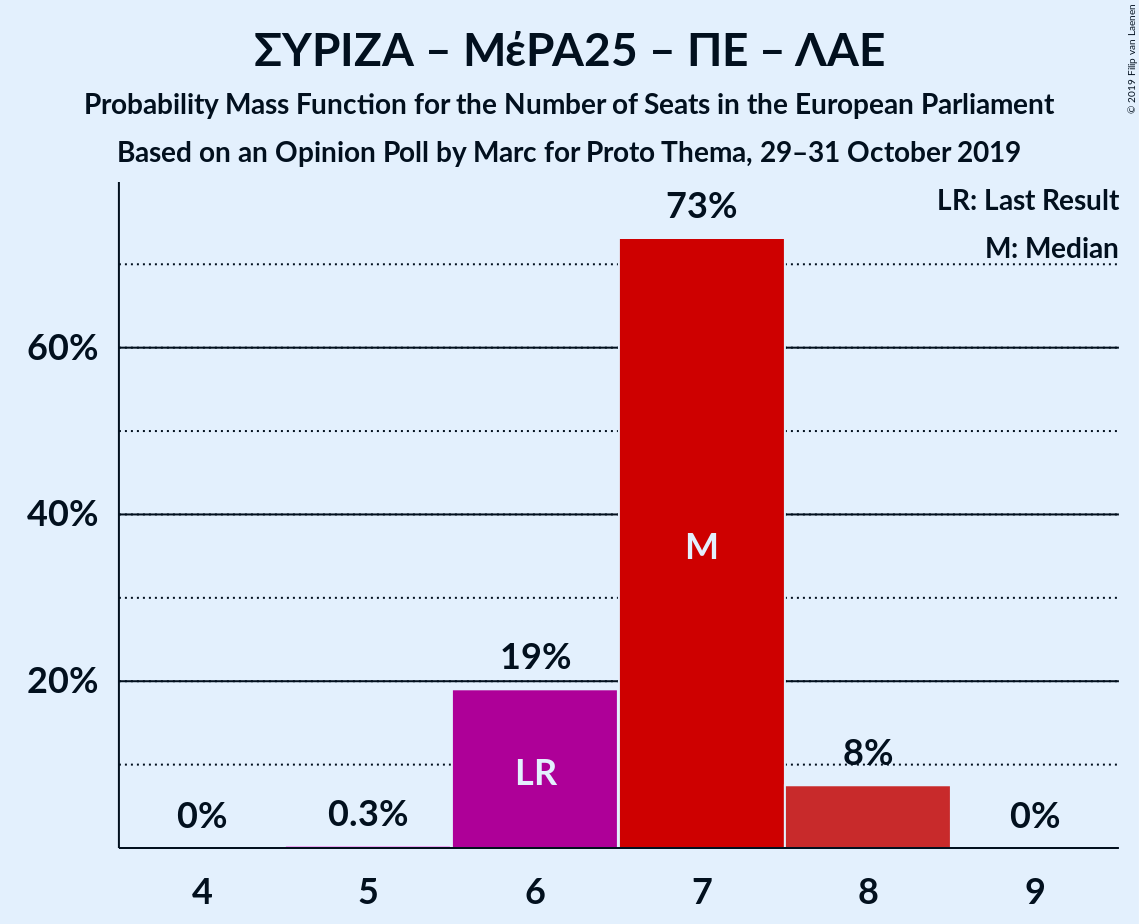 ΣΥΡΙΖΑ – ΜέΡΑ25 – ΠΕ – ΛΑΕ
Probability Mass Function for the Number of Seats in the European Parliament
Based on an Opinion Poll by Marc for Proto Thema, 29–31 October 2019
© 2019 Filip van Laenen
LR: Last Result
M: Median
73%
60%
40%
M
19%
20%
LR
8%
0%
0.3%
0%
4
5
6
7
8
9